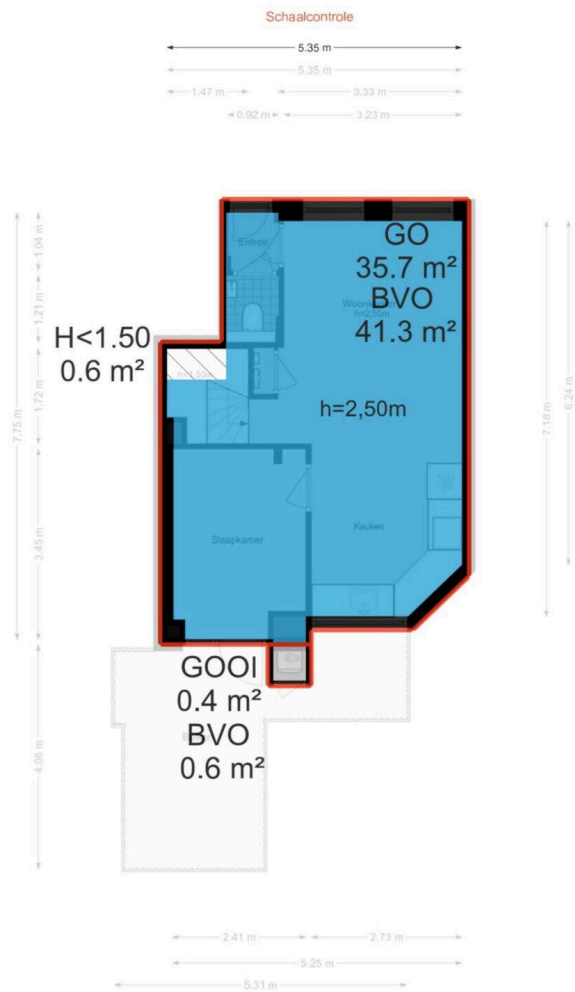 Schaalcontrole
5.35 m
5.35 m
1.47 m
3.33 m
0.92 m
3.23 m
1.04 m
1.21 m
1.72 m
7.75 m
3.45 m
4.06 m
6.24 m
7.18 m
Entree
GO
35.7 m²
BVO
41.3 m²
h=2,50m
H<1.50
0.6 m²
h=2,50m
Keuken
Slaapkamer
GOOI
0.4 m²
BVO
0.6 m²
2.41 m
2.73 m
5.25 m
5.31 m